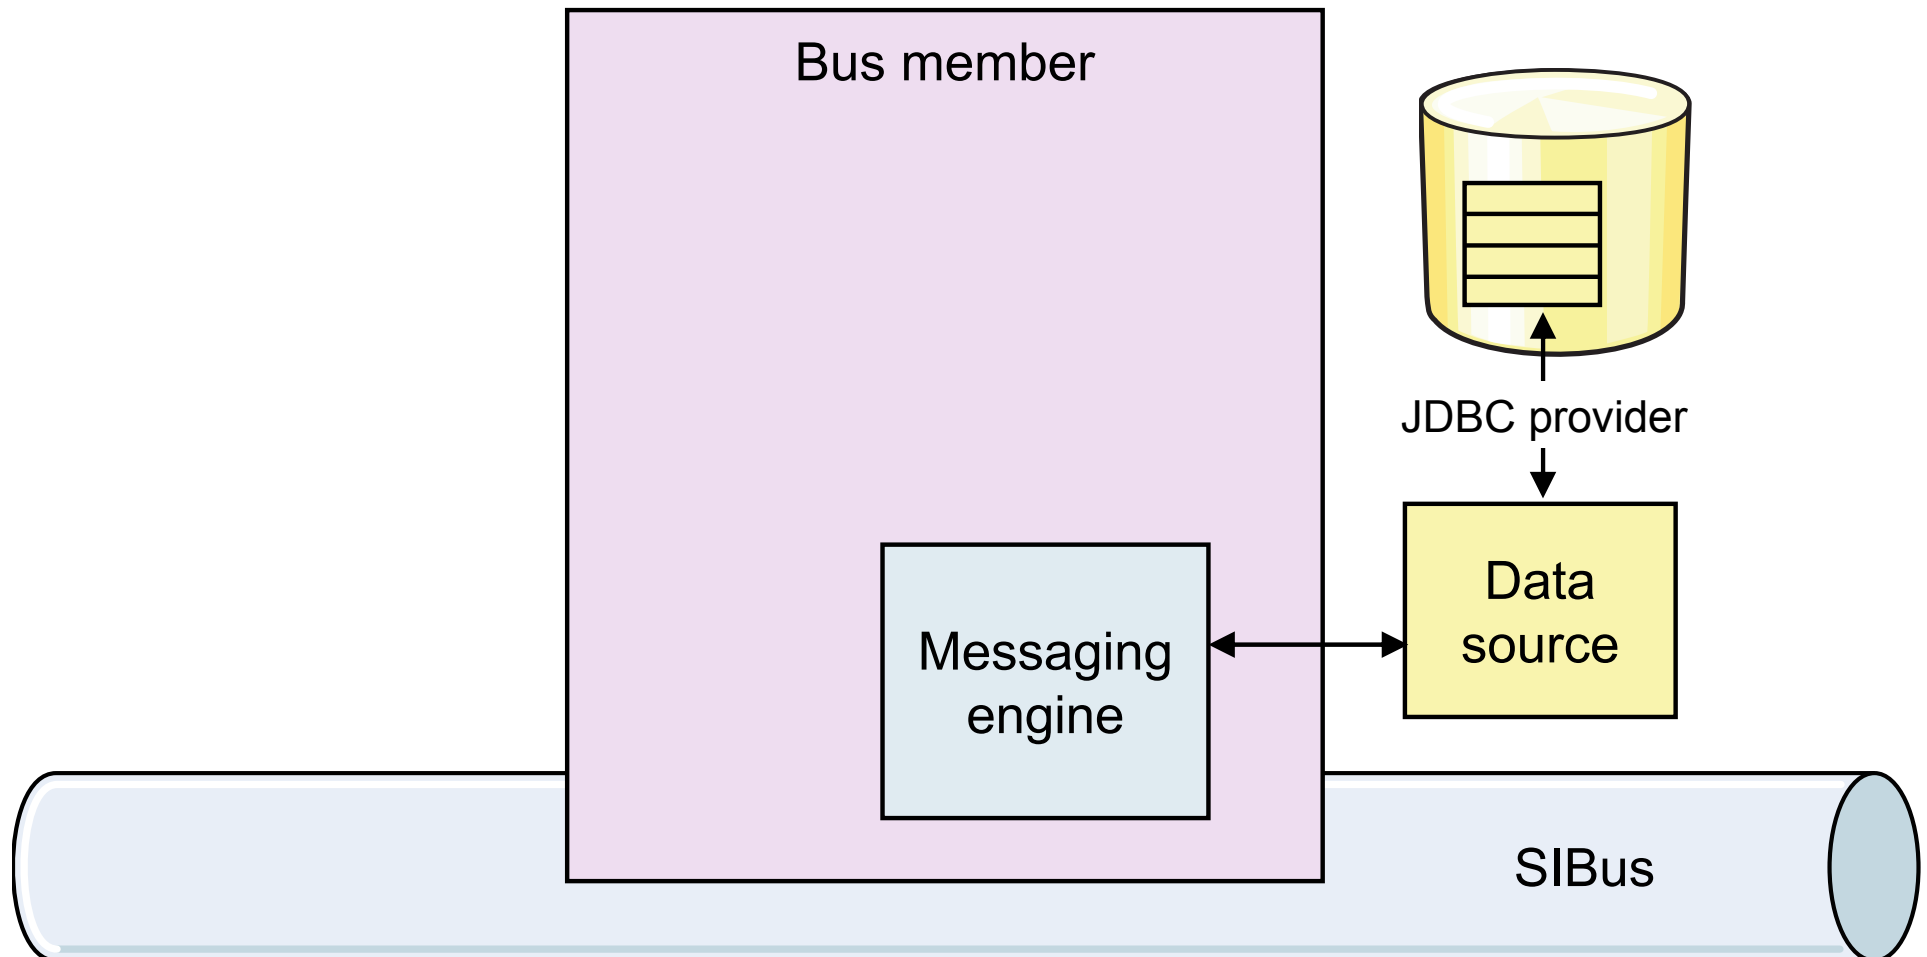 Bus member
JDBC provider
Data
source
Messaging
engine
SIBus